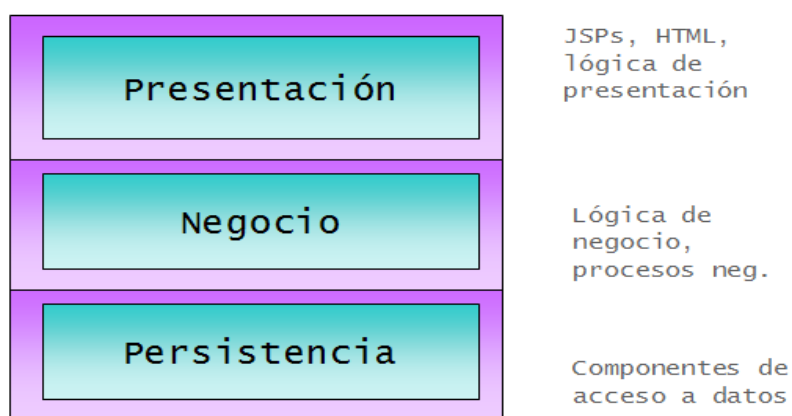 Presentación
JSPs, HTML,
lógica de
presentación
Negocio
Lógica de
negocio,
procesos neg.
Persistencia
Componentes de
acceso a datos